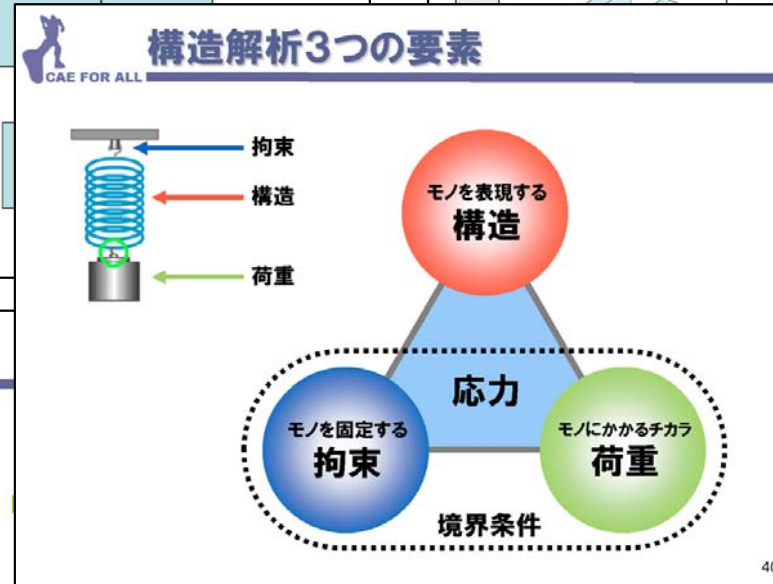 構造解析3つの要素
CAE FOR ALL
拘束
構造
荷重
モノを表現する
構造
応力
モノを固定する
拘束
モノにかかるチカラ
荷重
境界条件
40